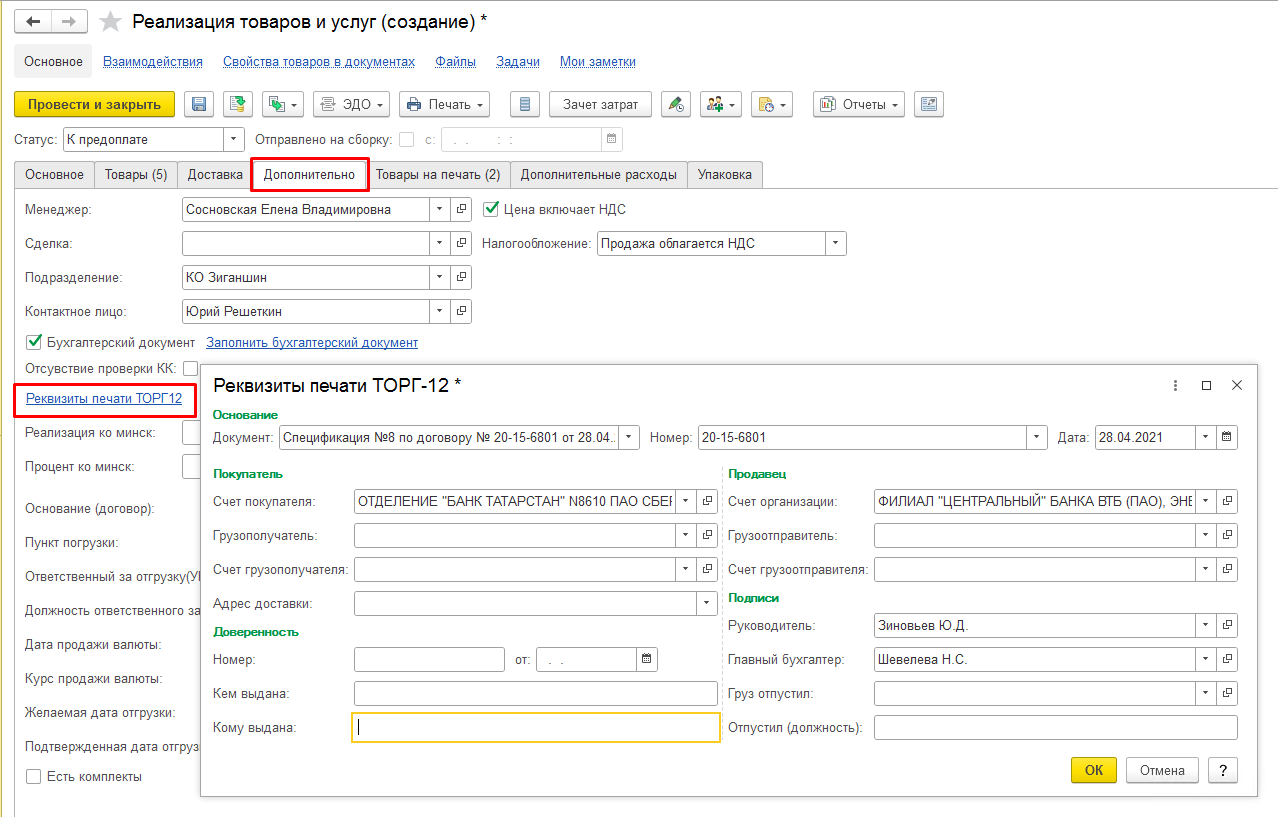 Реализация товаров и услуг (создание) *
Основное Взаимодействия Свойства товаров в документах Файлы Задачи Мои заметки
Провести и закрыть ЭДО Печать Зачет затрат Отчеты
Статус: К предоплате Отправлено на сборку: с: . . : :
Основное Товары (5) Доставка Дополнительно Товары на печать (2) Дополнительные расходы Упаковка
Менеджер: Сосновская Елена Владимировна Цена включает НДС
Сделка: Налогообложение: Продажа облагается НДС
Подразделение: КО Зиганшин
Контактное лицо: Юрий Решеткин
Бухгалтерский документ Заполнить бухгалтерский документ
Отсувствие проверки КК:
Реквизиты печати ТОРГ12
Реализация ко минск:
Процент ко минск:
Основание (договор):
Пункт погрузки:
Ответственный за отгрузку(У
Должность ответственного за
Дата продажи валюты:
Курс продажи валюты:
Желаемая дата отгрузки:
Подтвержденная дата отгруз
Есть комплекты
Реквизиты печати ТОРГ-12 *
Основание
Документ: Спецификация №8 по договору № 20-15-6801 от 28.04.. Номер: 20-15-6801 Дата: 28.04.2021
Покупатель Продавец
Счет покупателя: ОТДЕЛЕНИЕ "БАНК ТАТАРСТАН" N8610 ПАО СБЕР Счет организации: ФИЛИАЛ "ЦЕНТРАЛЬНЫЙ" БАНКА ВТБ (ПАО), ЭНЕ
Грузополучатель: Грузоотправитель:
Счет грузополучателя: Счет грузоотправителя:
Адрес доставки: Подписи
Доверенность Руководитель: Зиновьев Ю.Д.
Номер: от: . . Главный бухгалтер: Шевелева Н.С.
Кем выдана: Груз отпустил:
Кому выдана: Отпустил (должность):
ОК Отмена ?